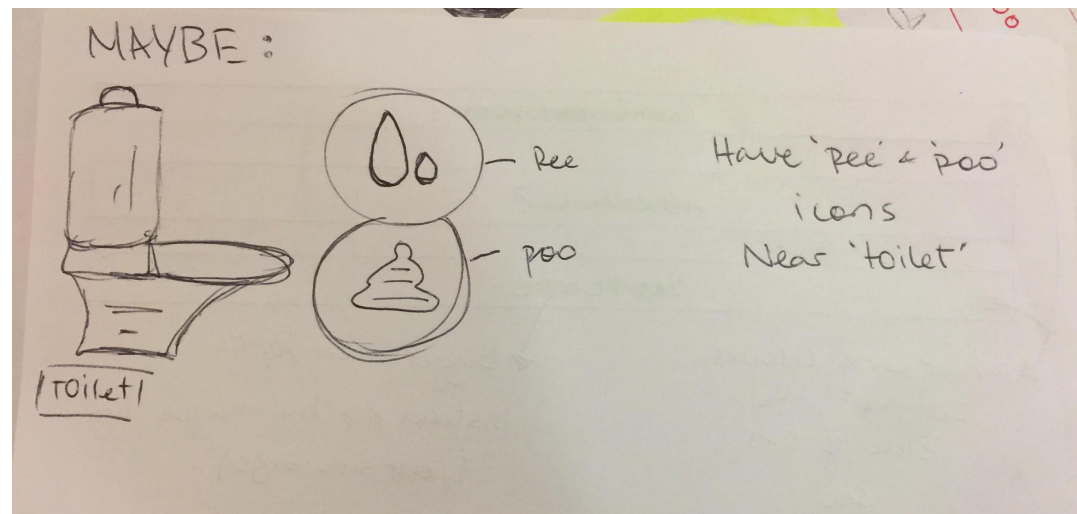 MAYBE:
Pee
poo
Have 'pee' & 'poo'
icons
Near 'toilet'
TOilet